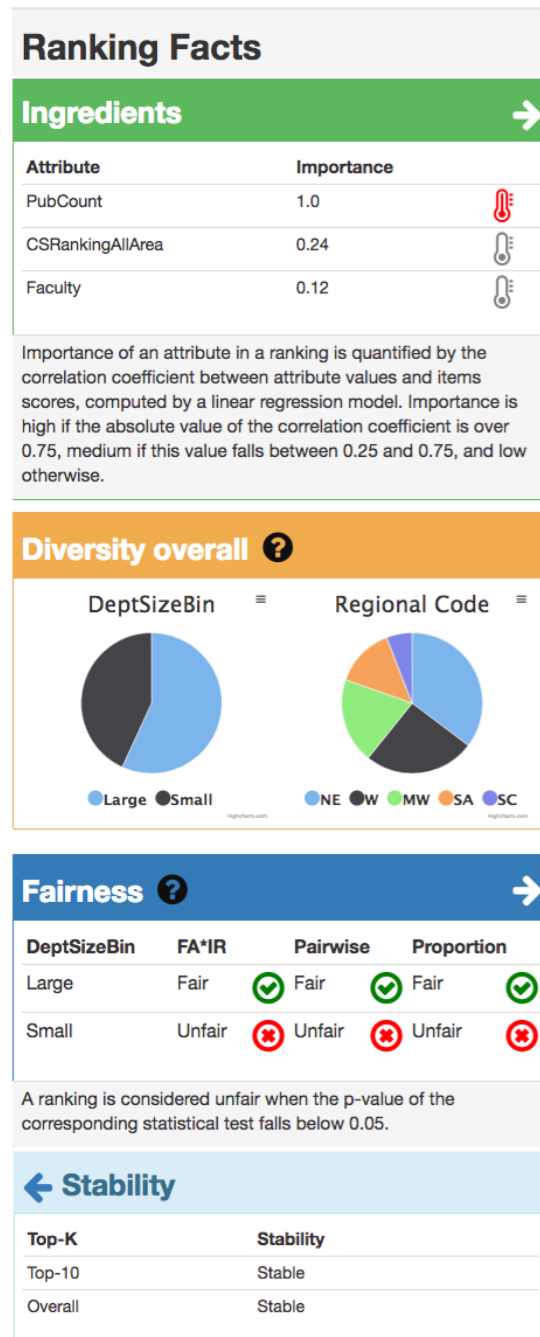 Ranking Facts
Ingredients
Attribute Importance
PubCount 1.0
CSRankingAllArea 0.24
Faculty 0.12
Importance of an attribute in a ranking is quantified by the
correlation coefficient between attribute values and items
scores, computed by a linear regression model. Importance is
high if the absolute value of the correlation coefficient is over
0.75, medium if this value falls between 0.25 and 0.75, and low
otherwise.
Diversity overall ?
DeptSizeBin Regional Code
Large Small NE W MW SA SC
Highcharts.com Highcharts.com
Fairness ?
DeptSizeBin FA*IR Pairwise Proportion
Large Fair Fair Fair
Small Unfair Unfair Unfair
A ranking is considered unfair when the p-value of the
corresponding statistical test falls below 0.05.
Stability
Top-K Stability
Top-10 Stable
Overall Stable